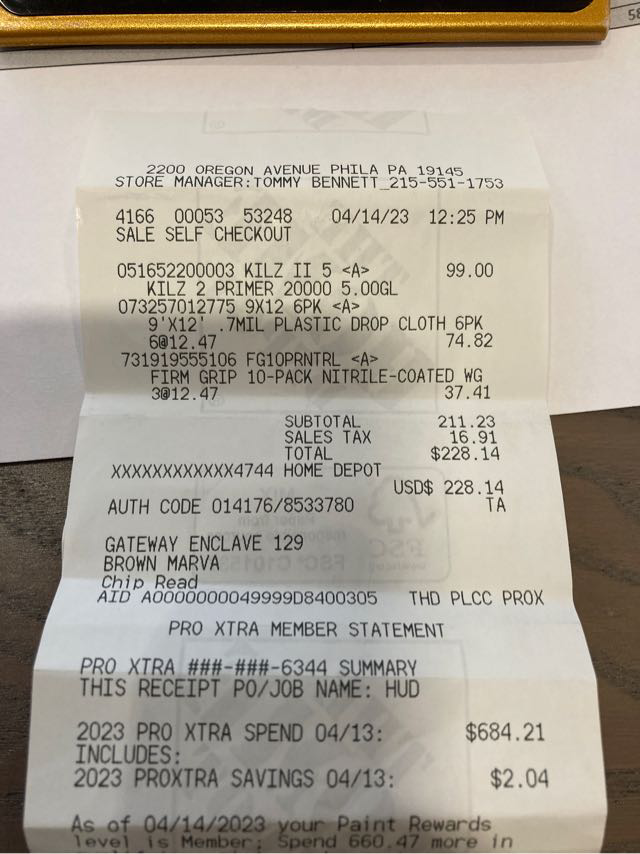 58
2200 OREGON AVENUE PHILA PA 19145
STORE MANAGER:TOMMY BENNETT 215-551-1753
4166 00053 53248 04/14/23 12:25 PM
SALE SELF CHECKOUT
051652200003 KILZ II 5 <A> 99.00
KILZ 2 PRIMER 20000 5.00GL
073257012775 9X12 6PK <A>
9'X12' .7MIL PLASTIC DROP CLOTH 6PK
6@12.47 74.82
731919555106 FG10PRNTRL <A>
FIRM GRIP 10-PACK NITRILE-COATED WG
3@12.47 37.41
SUBTOTAL 211.23
SALES TAX 16.91
TOTAL $228.14
XXXXXXXXXXXX4744 HOME DEPOT
USD$ 228.14
AUTH CODE 014176/8533780 TA
GATEWAY ENCLAVE 129
BROWN MARVA
Chip Read
AID A0000000049999D8400305 THD PLCC PROX
PRO XTRA MEMBER STATEMENT
PRO XTRA ###-###-6344 SUMMARY
THIS RECEIPT PO/JOB NAME: HUD
2023 PRO XTRA SPEND 04/13: $684.21
INCLUDES:
2023 PROXTRA SAVINGS 04/13: $2.04
As of 04/14/2023 your Paint Rewards
level is Member; Spend 660.47 more in